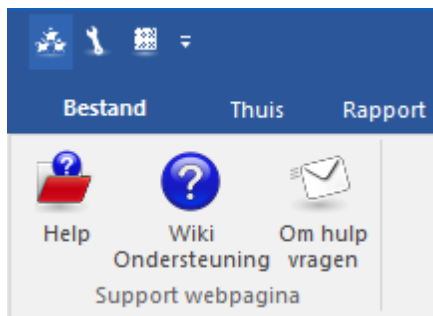 Bestand Thuis Rapport
Help Wiki Om hulp
Ondersteuning vragen
Support webpagina